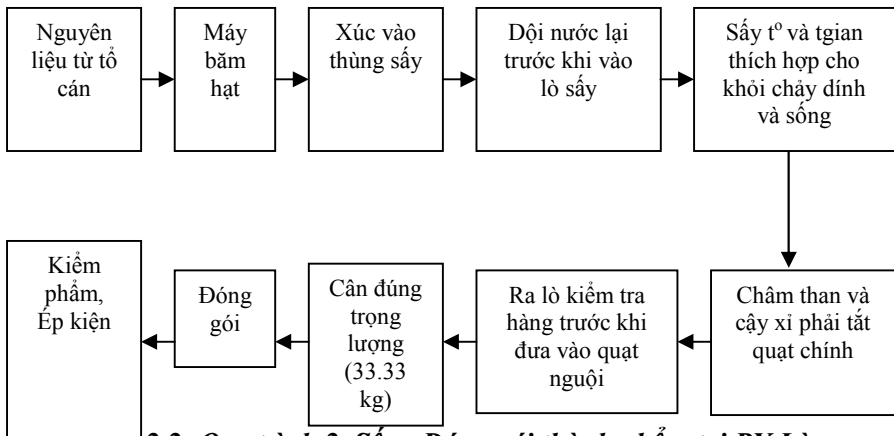 Nguyên
liệu từ tổ
cán
Máy
băm
hạt
Xúc vào
thùng sấy
Dội nước lại
trước khi vào
lò sấy
Sấy tº và tgian
thích hợp cho
khỏi chảy dính
và sống
Châm than và
cậy xỉ phải tắt
quạt chính
Ra lò kiểm tra
hàng trước khi
đưa vào quạt
nguội
Cân đúng
trọng
lượng
(33.33
kg)
Đóng
gói
Kiểm
phẩm,
Ép kiện